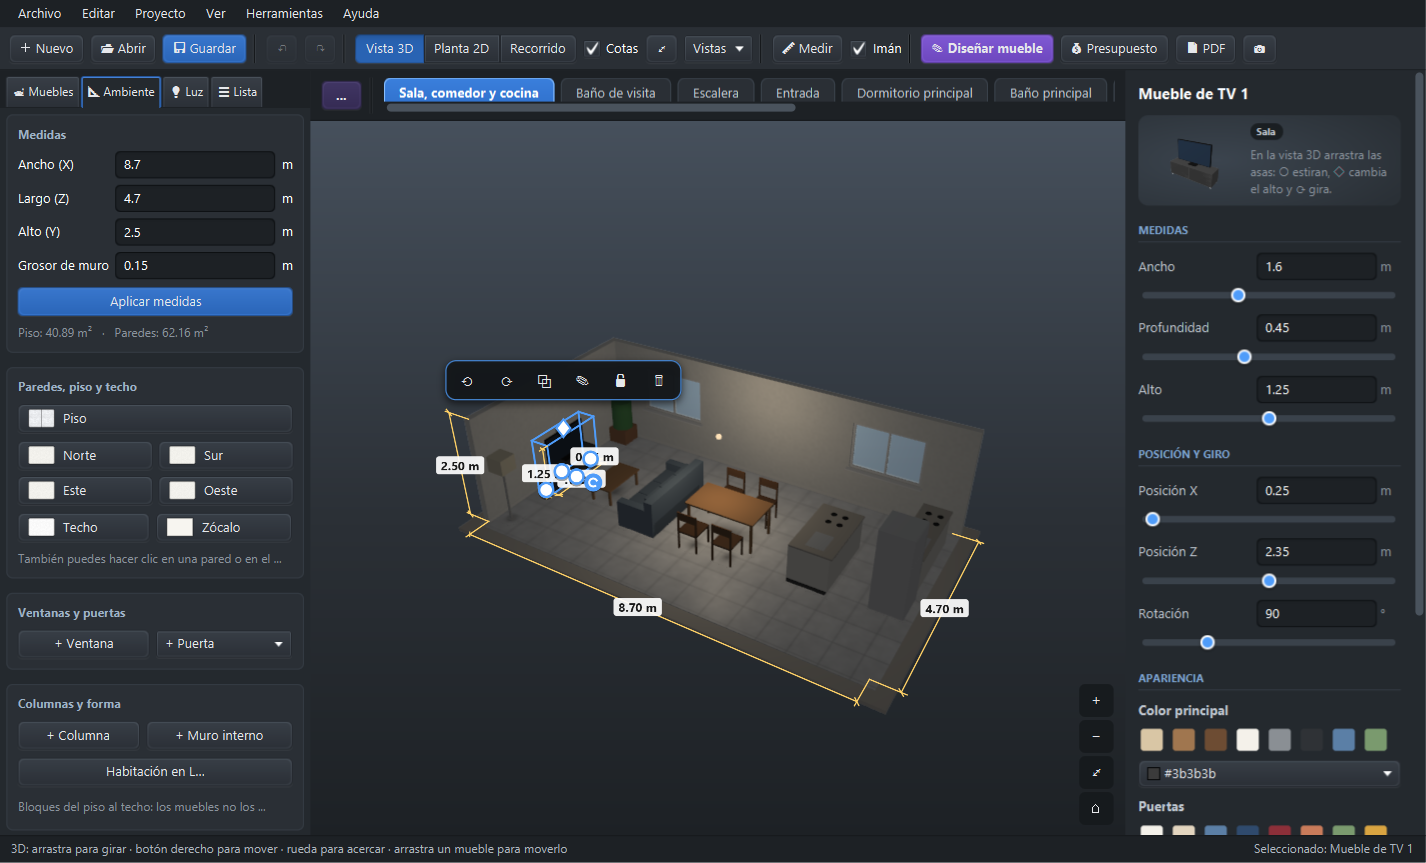 Archivo Editar Proyecto Ver Herramientas Ayuda
+ Nuevo Abrir Guardar Vista 3D Planta 2D Recorrido Cotas Vistas Medir Imán Diseñar mueble Presupuesto PDF
Muebles Ambiente Luz Lista
... Sala, comedor y cocina Baño de visita Escalera Entrada Dormitorio principal Baño principal
Medidas
Ancho (X) 8.7 m
Largo (Z) 4.7 m
Alto (Y) 2.5 m
Grosor de muro 0.15 m
Aplicar medidas
Piso: 40.89 m² · Paredes: 62.16 m²
Paredes, piso y techo
Piso
Norte Sur
Este Oeste
Techo Zócalo
También puedes hacer clic en una pared o en el ...
Ventanas y puertas
+ Ventana + Puerta
Columnas y forma
+ Columna + Muro interno
Habitación en L...
Bloques del piso al techo: los muebles no los ...
2.50 m
1.25
m
8.70 m
4.70 m
+
−
Mueble de TV 1
Sala
En la vista 3D arrastra las
asas: ○ estiran, ◇ cambia
el alto y ⟳ gira.
MEDIDAS
Ancho 1.6 m
Profundidad 0.45 m
Alto 1.25 m
POSICIÓN Y GIRO
Posición X 0.25 m
Posición Z 2.35 m
Rotación 90 °
APARIENCIA
Color principal
#3b3b3b
Puertas
3D: arrastra para girar · botón derecho para mover · rueda para acercar · arrastra un mueble para moverlo
Seleccionado: Mueble de TV 1